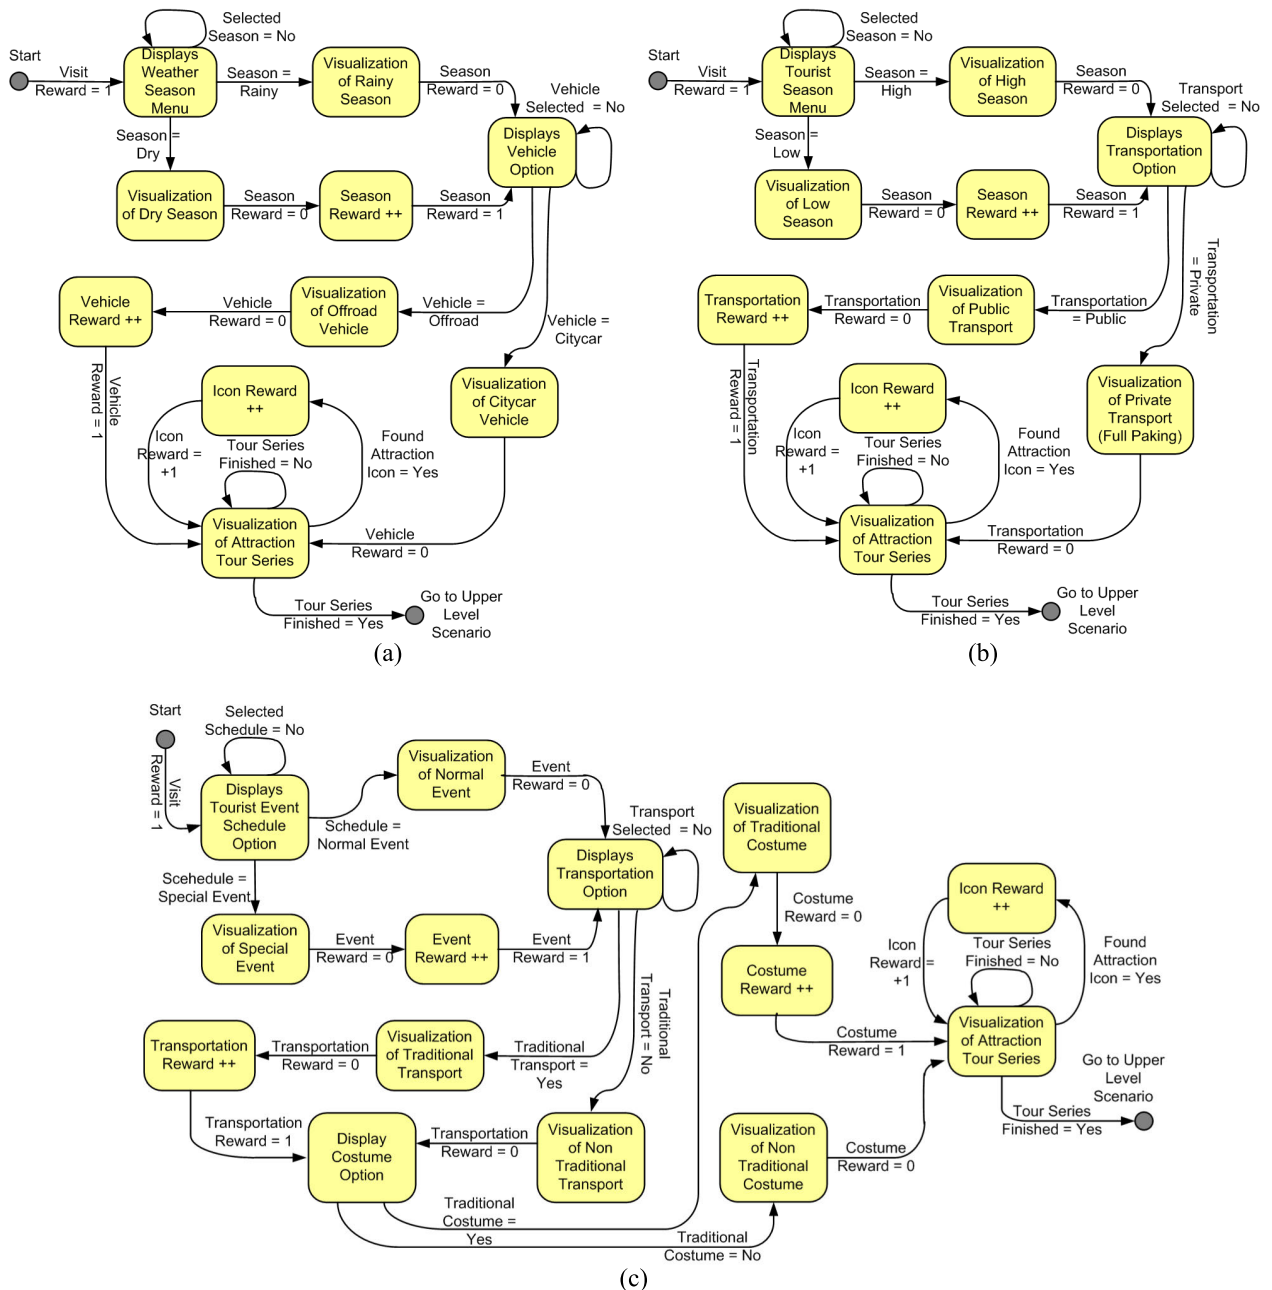 Start
Visit
Reward = 1
Selected
Season = No
Displays
Weather
Season
Menu
Season =
Rainy
Visualization
of Rainy
Season
Season
Reward = 0
Vehicle
Selected = No
Displays
Vehicle
Option
Season =
Dry
Visualization
of Dry Season
Season
Reward = 0
Season
Reward ++
Season
Reward = 1
Vehicle
Reward ++
Vehicle
Reward = 0
Visualization
of Offroad
Vehicle
Vehicle =
Offroad
Vehicle =
Citycar
Vehicle
Reward = 1
Icon Reward
++
Visualization
of Citycar
Vehicle
Icon
Reward =
+1
Tour Series
Finished = No
Found
Attraction
Icon = Yes
Visualization
of Attraction
Tour Series
Vehicle
Reward = 0
Tour Series
Finished = Yes
Go to Upper
Level
Scenario
(a)
Start
Visit
Reward = 1
Selected
Season = No
Displays
Tourist
Season
Menu
Season =
High
Visualization
of High
Season
Season
Reward = 0
Transport
Selected = No
Displays
Transportation
Option
Season =
Low
Visualization
of Low
Season
Season
Reward = 0
Season
Reward ++
Season
Reward = 1
Transportation
= Private
Transportation
Reward ++
Transportation
Reward = 0
Visualization
of Public
Transport
Transportation
= Public
Transportation
Reward = 1
Icon Reward
++
Visualization
of Private
Transport
(Full Paking)
Icon
Reward =
+1
Tour Series
Finished = No
Found
Attraction
Icon = Yes
Visualization
of Attraction
Tour Series
Transportation
Reward = 0
Tour Series
Finished = Yes
Go to Upper
Level
Scenario
(b)
Start
Visit
Reward = 1
Selected
Schedule = No
Displays
Tourist Event
Schedule
Option
Schedule =
Normal Event
Visualization
of Normal
Event
Event
Reward = 0
Transport
Selected = No
Displays
Transportation
Option
Scehedule =
Special Event
Visualization
of Special
Event
Event
Reward = 0
Event
Reward ++
Event
Reward = 1
Traditional
Transport = No
Transportation
Reward ++
Transportation
Reward = 0
Visualization
of Traditional
Transport
Traditional
Transport =
Yes
Transportation
Reward = 1
Display
Costume
Option
Transportation
Reward = 0
Visualization
of Non
Traditional
Transport
Traditional
Costume =
Yes
Traditional
Costume = No
Visualization
of Traditional
Costume
Costume
Reward = 0
Costume
Reward ++
Costume
Reward = 1
Visualization
of Non
Traditional
Costume
Costume
Reward = 0
Icon Reward
++
Icon
Reward =
+1
Tour Series
Finished = No
Found
Attraction
Icon = Yes
Visualization
of Attraction
Tour Series
Tour Series
Finished = Yes
Go to Upper
Level
Scenario
(c)